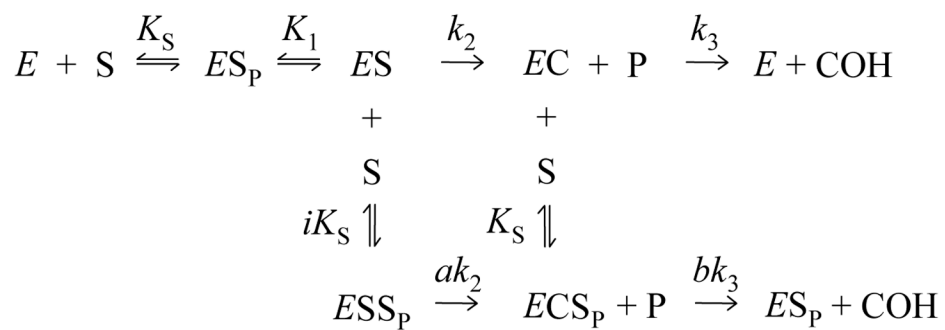 K_S K_1 k_2 k_3
E + S ⇌ ES_P ⇌ ES → EC + P → E + COH
+ +
S S
iK_S ⇅ K_S ⇅
ak_2 bk_3
ESS_P → ECS_P + P → ES_P + COH